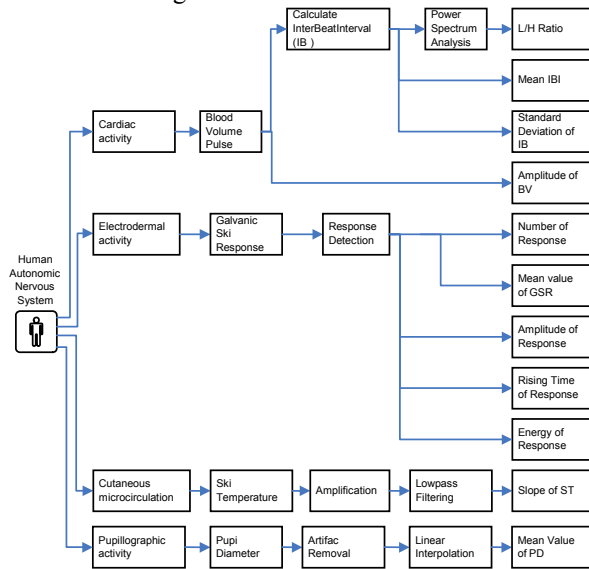 Calculate
InterBeatInterval
(IB )
Power
Spectrum
Analysis
L/H Ratio
Mean IBI
Cardiac
activity
Blood
Volume
Pulse
Standard
Deviation of
IB
Amplitude of
BV
Electrodermal
activity
Galvanic
Ski
Response
Response
Detection
Number of
Response
Mean value
of GSR
Human
Autonomic
Nervous
System
Amplitude of
Response
Rising Time
of Response
Energy of
Response
Cutaneous
microcirculation
Ski
Temperature
Amplification
Lowpass
Filtering
Slope of ST
Pupillographic
activity
Pupi
Diameter
Artifac
Removal
Linear
Interpolation
Mean Value
of PD